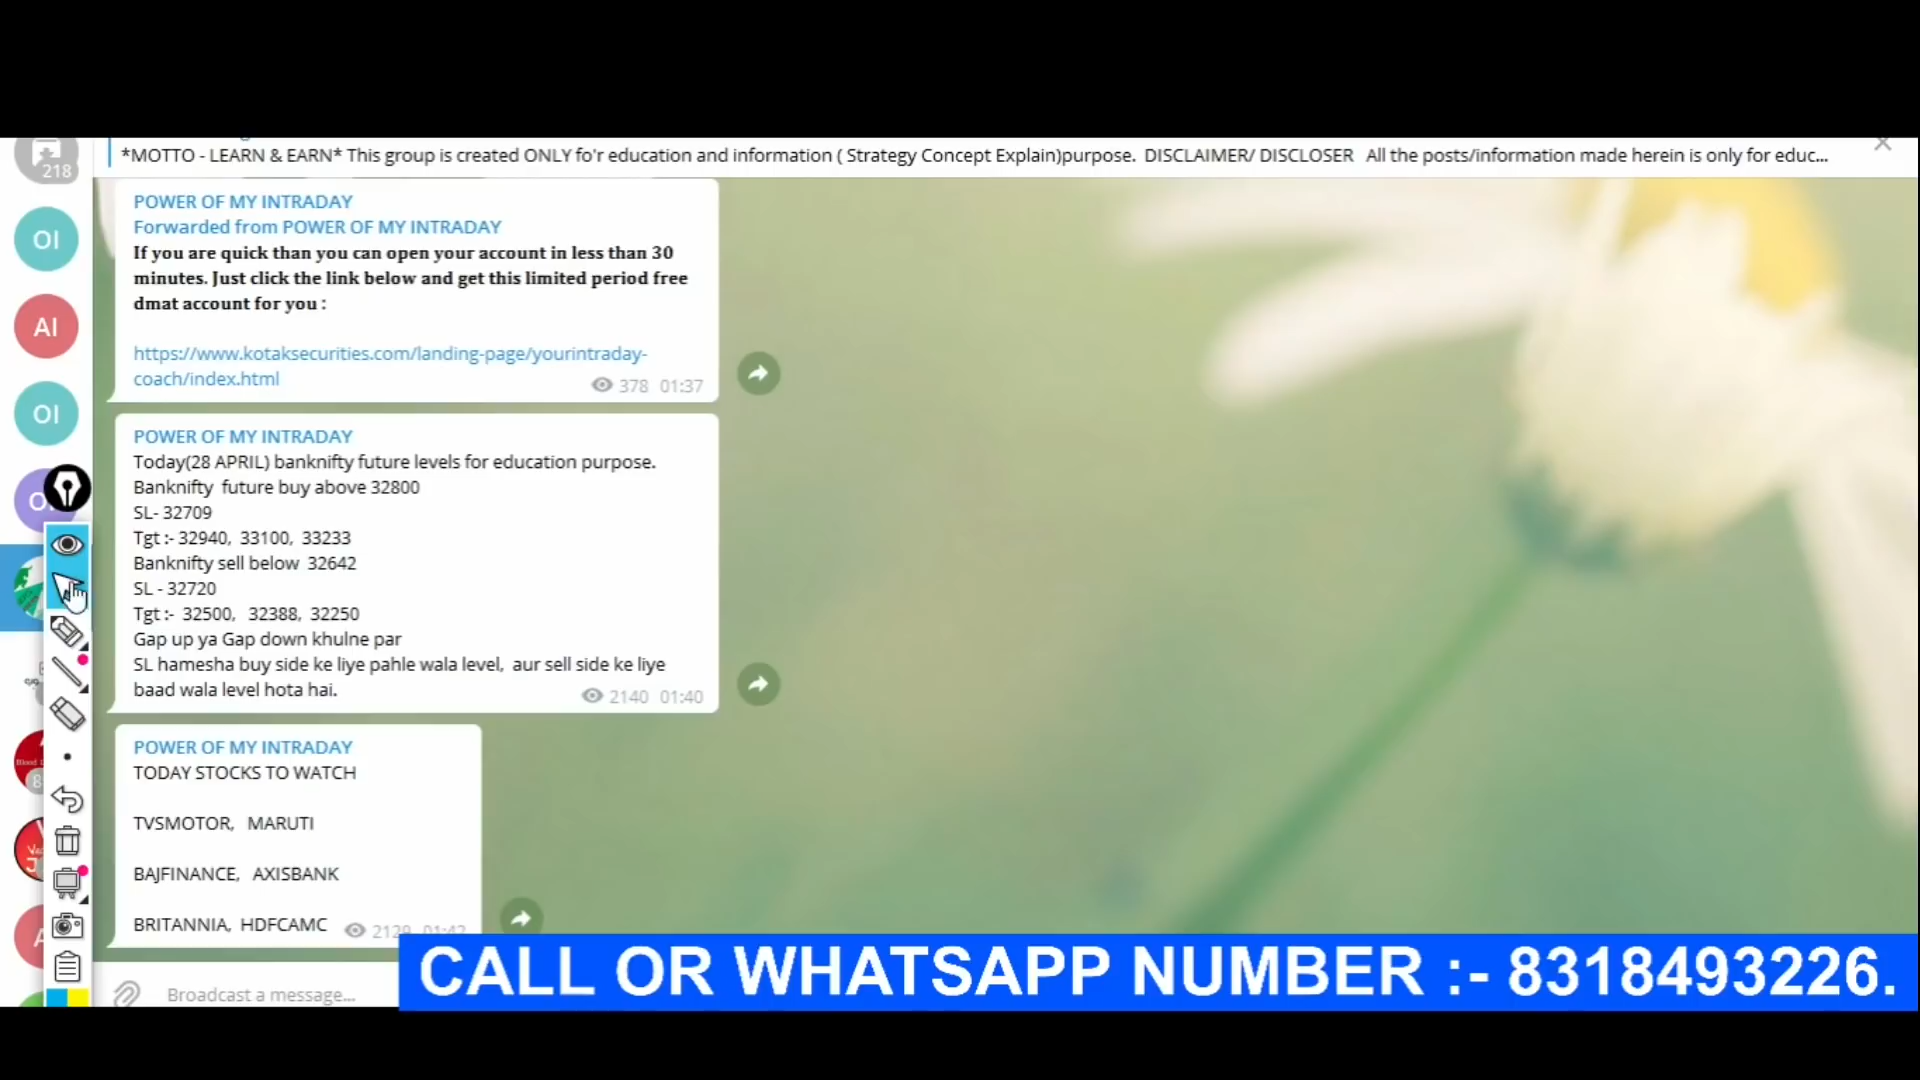 218
*MOTTO - LEARN & EARN* This group is created ONLY fo'r education and information ( Strategy Concept Explain)purpose. DISCLAIMER/ DISCLOSER All the posts/information made herein is only for educ...
OI
AI
OI
POWER OF MY INTRADAY
Forwarded from POWER OF MY INTRADAY
If you are quick than you can open your account in less than 30
minutes. Just click the link below and get this limited period free
dmat account for you :
https://www.kotaksecurities.com/landing-page/yourintraday-
coach/index.html
378 01:37
POWER OF MY INTRADAY
Today(28 APRIL) banknifty future levels for education purpose.
Banknifty future buy above 32800
SL- 32709
Tgt :- 32940, 33100, 33233
Banknifty sell below 32642
SL - 32720
Tgt :- 32500, 32388, 32250
Gap up ya Gap down khulne par
SL hamesha buy side ke liye pahle wala level, aur sell side ke liye
baad wala level hota hai.
2140 01:40
POWER OF MY INTRADAY
TODAY STOCKS TO WATCH
TVSMOTOR, MARUTI
BAJFINANCE, AXISBANK
BRITANNIA, HDFCAMC
01:42
Broadcast a message...
CALL OR WHATSAPP NUMBER :- 8318493226.